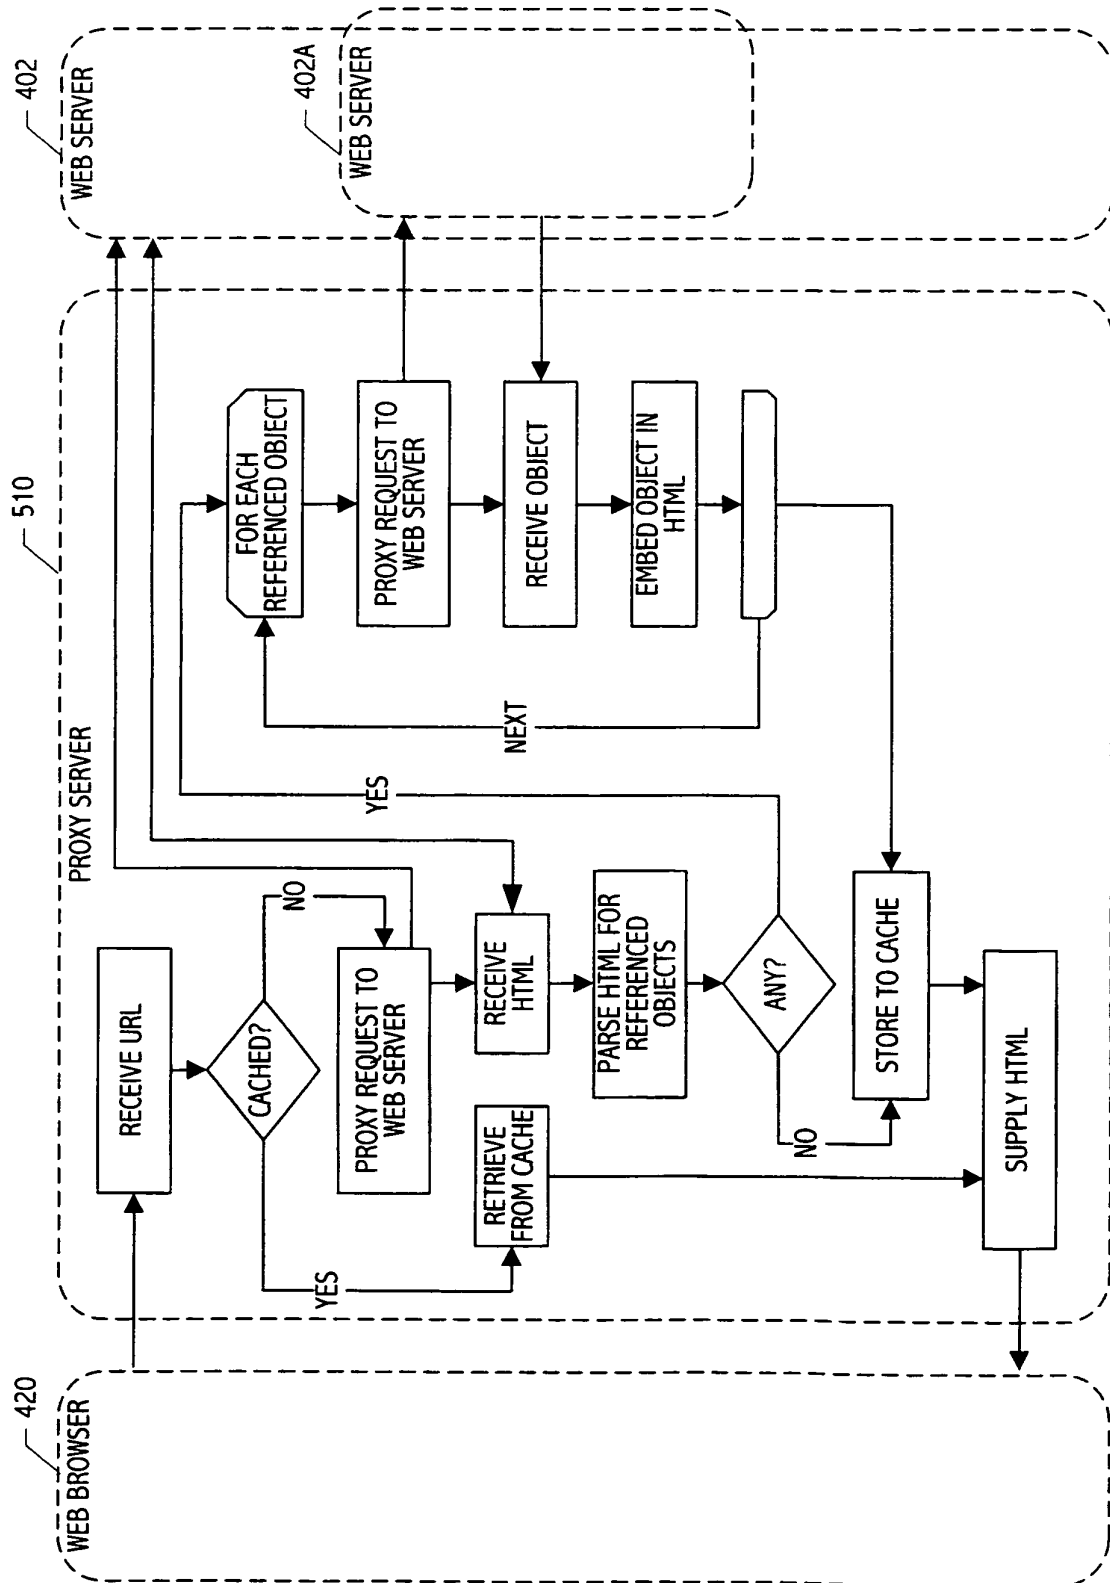 420
WEB BROWSER
510
PROXY SERVER
RECEIVE URL
CACHED?
NO
YES
PROXY REQUEST TO
WEB SERVER
RETRIEVE
FROM CACHE
RECEIVE
HTML
PARSE HTML FOR
REFERENCED
OBJECTS
ANY?
YES
NO
STORE TO CACHE
SUPPLY HTML
FOR EACH
REFERENCED OBJECT
PROXY REQUEST TO
WEB SERVER
RECEIVE OBJECT
EMBED OBJECT IN
HTML
NEXT
402
WEB SERVER
402A
WEB SERVER